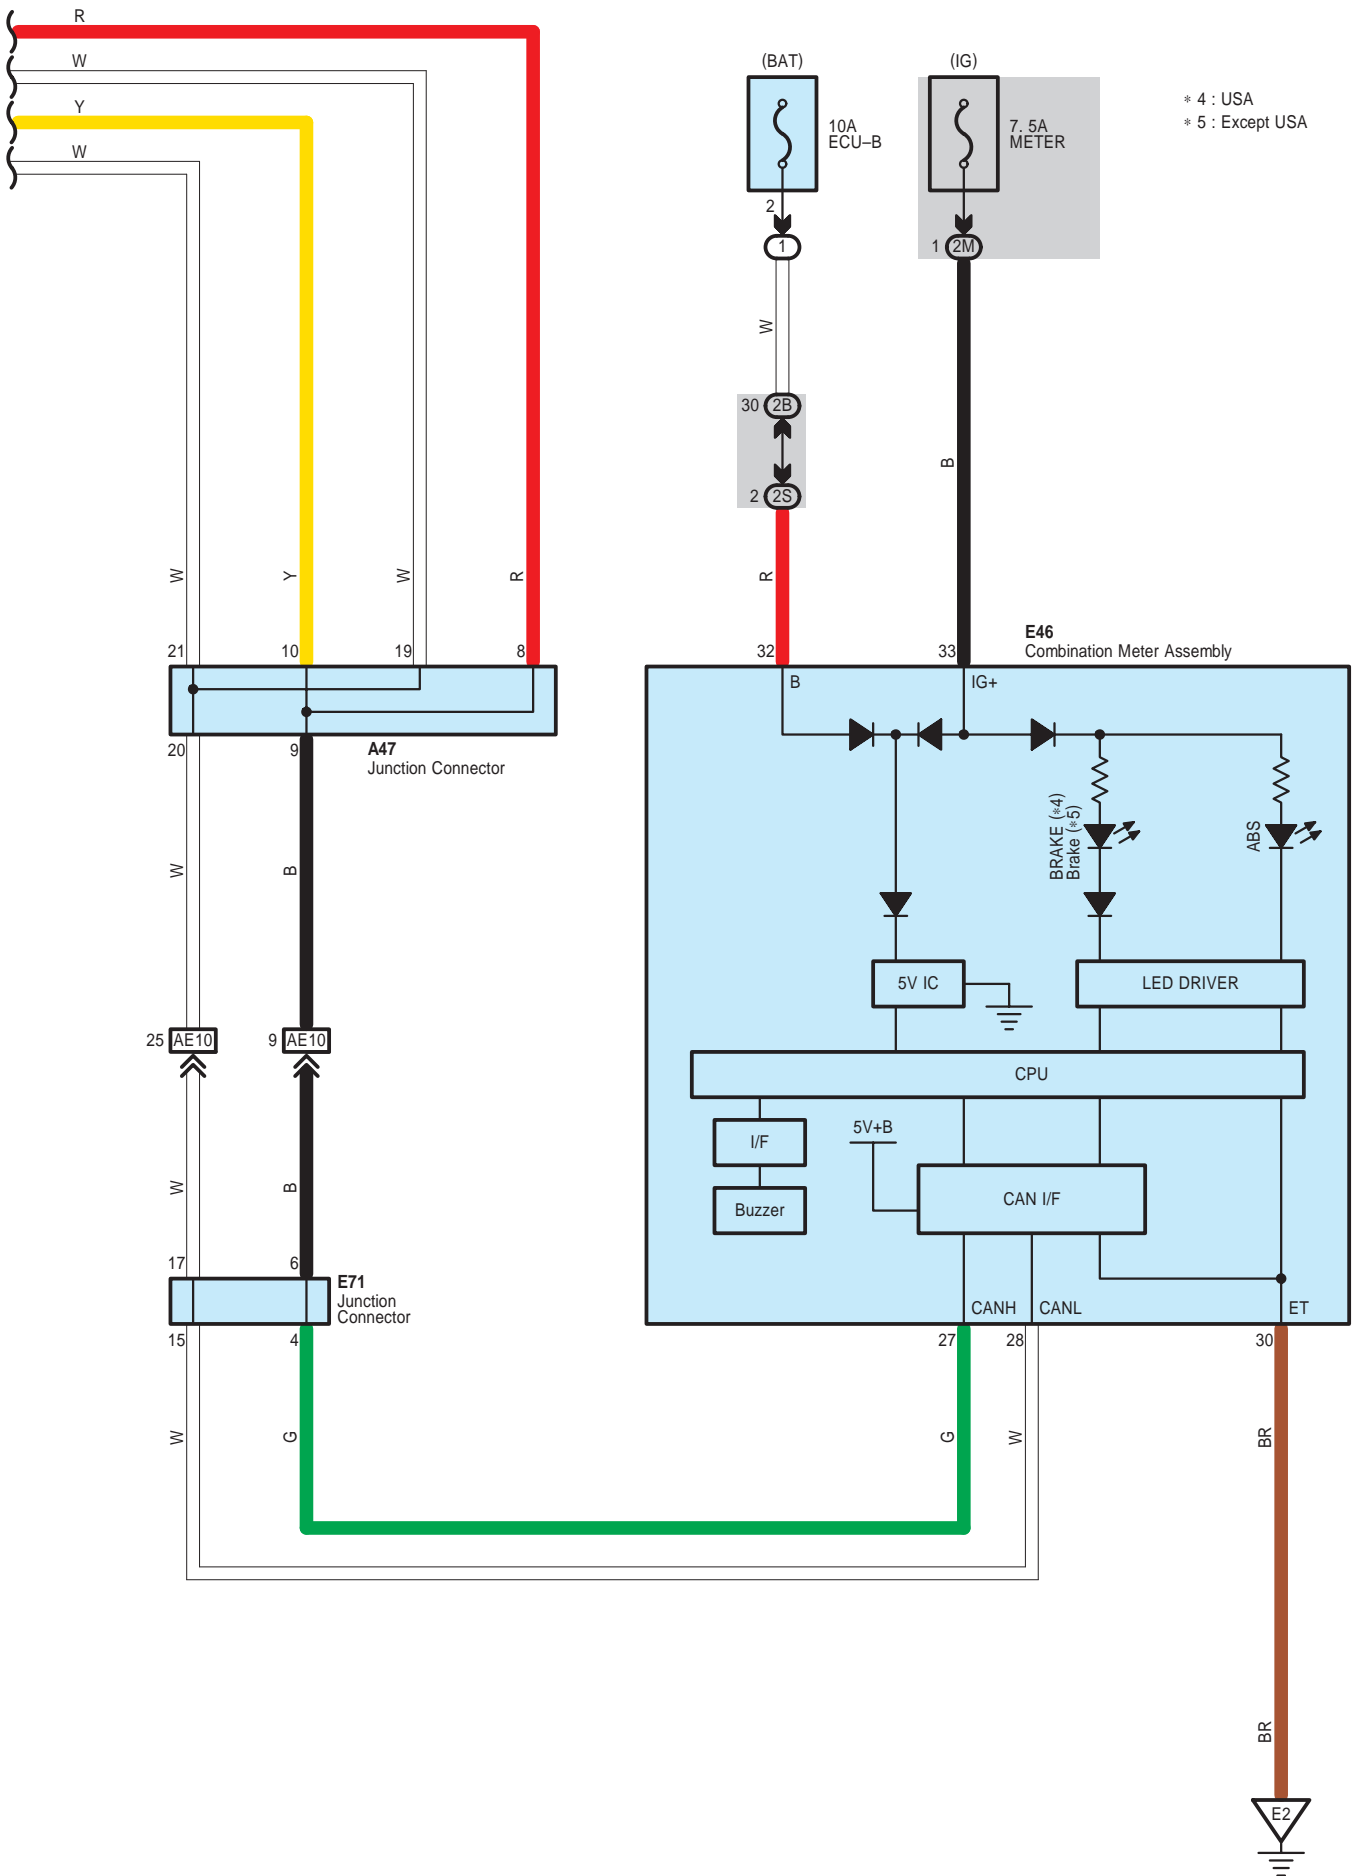 R
W
Y
W
(BAT)
(IG)
10A
ECU–B
7. 5A
METER
∗ 4 : USA
∗ 5 : Except USA
2
1
1 2M
W
30 2B
2 2S
B
W
Y
W
R
R
21
10
19
8
32
33
E46
Combination Meter Assembly
B
IG+
20
9
A47
Junction Connector
BRAKE (∗4)
Brake (∗5)
ABS
W
B
5V IC
LED DRIVER
25 AE10
9 AE10
CPU
I/F
5V+B
W
B
Buzzer
CAN I/F
17
6
E71
Junction
Connector
CANH
CANL
ET
15
4
27
28
30
W
G
G
W
BR
BR
E2